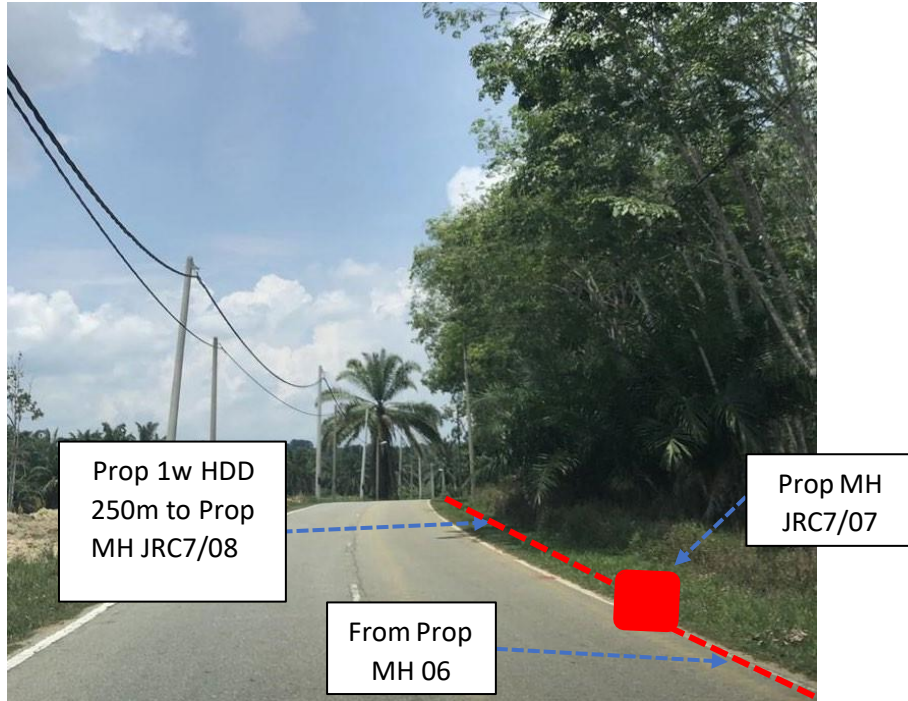 Prop 1w HDD
250m to Prop
MH JRC7/08
Prop MH
JRC7/07
From Prop
MH 06